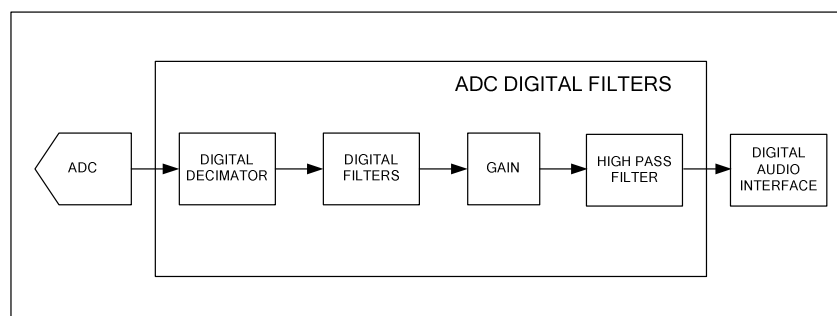 ADC DIGITAL FILTERS
ADC
DIGITAL
DECIMATOR
DIGITAL
FILTERS
GAIN
HIGH PASS
FILTER
DIGITAL
AUDIO
INTERFACE